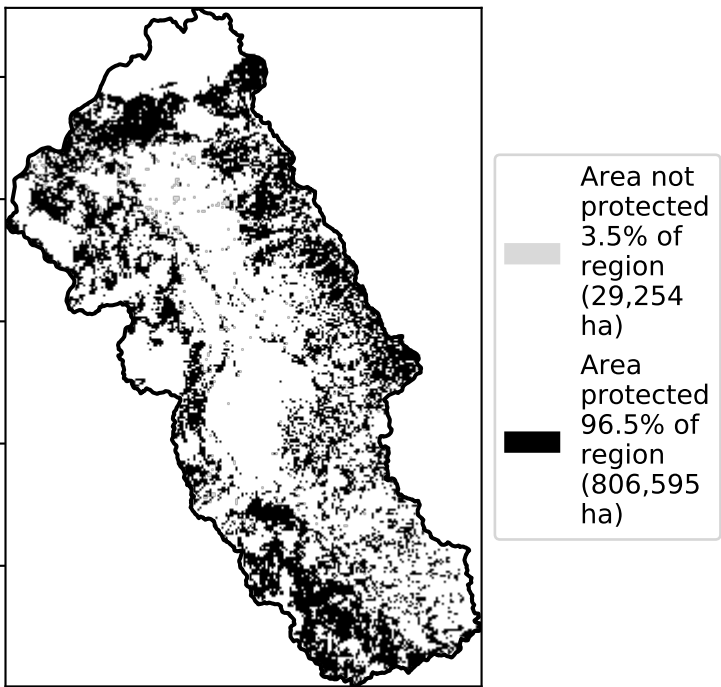 Area not
protected
3.5% of
region
(29,254
ha)
Area
protected
96.5% of
region
(806,595
ha)